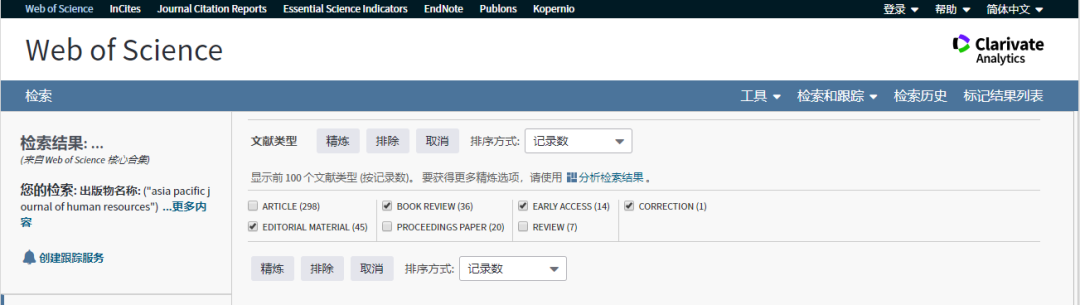 Web of Science InCites Journal Citation Reports Essential Science Indicators EndNote Publons Kopernio 登录 帮助 简体中文
Web of Science
Clarivate
Analytics
检索 工具 检索和跟踪 检索历史 标记结果列表
检索结果: ...
(来自 Web of Science 核心合集)
您的检索: 出版物名称: ("asia pacific j
ournal of human resources") ...更多内
容
创建跟踪服务
文献类型 精炼 排除 取消 排序方式: 记录数
显示前 100 个文献类型 (按记录数)。 要获得更多精炼选项，请使用 分析检索结果。
ARTICLE (298) BOOK REVIEW (36) EARLY ACCESS (14) CORRECTION (1)
EDITORIAL MATERIAL (45) PROCEEDINGS PAPER (20) REVIEW (7)
精炼 排除 取消 排序方式: 记录数